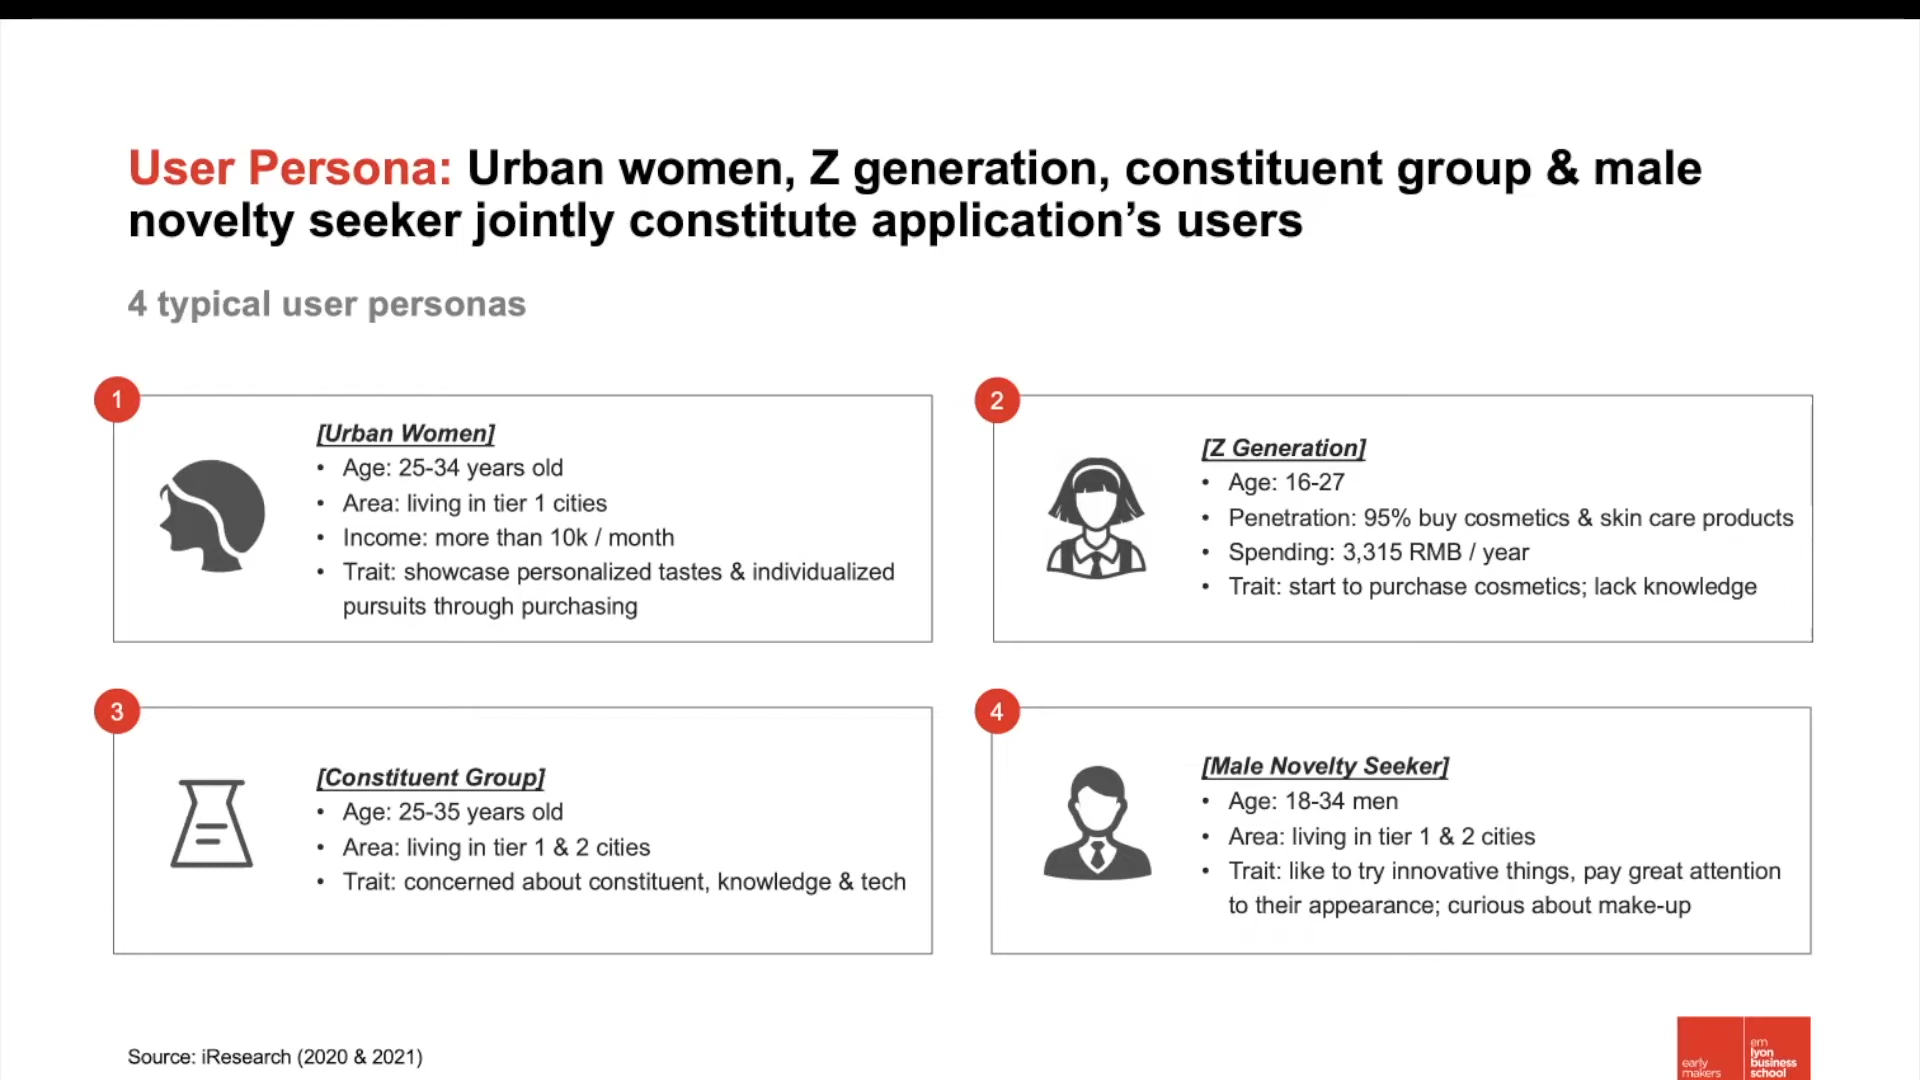 User Persona: Urban women, Z generation, constituent group & male
novelty seeker jointly constitute application’s users
4 typical user personas
1
[Urban Women]
• Age: 25-34 years old
• Area: living in tier 1 cities
• Income: more than 10k / month
• Trait: showcase personalized tastes & individualized
pursuits through purchasing
2
[Z Generation]
• Age: 16-27
• Penetration: 95% buy cosmetics & skin care products
• Spending: 3,315 RMB / year
• Trait: start to purchase cosmetics; lack knowledge
3
[Constituent Group]
• Age: 25-35 years old
• Area: living in tier 1 & 2 cities
• Trait: concerned about constituent, knowledge & tech
4
[Male Novelty Seeker]
• Age: 18-34 men
• Area: living in tier 1 & 2 cities
• Trait: like to try innovative things, pay great attention
to their appearance; curious about make-up
Source: iResearch (2020 & 2021)
early
makers
em
lyon
business
school